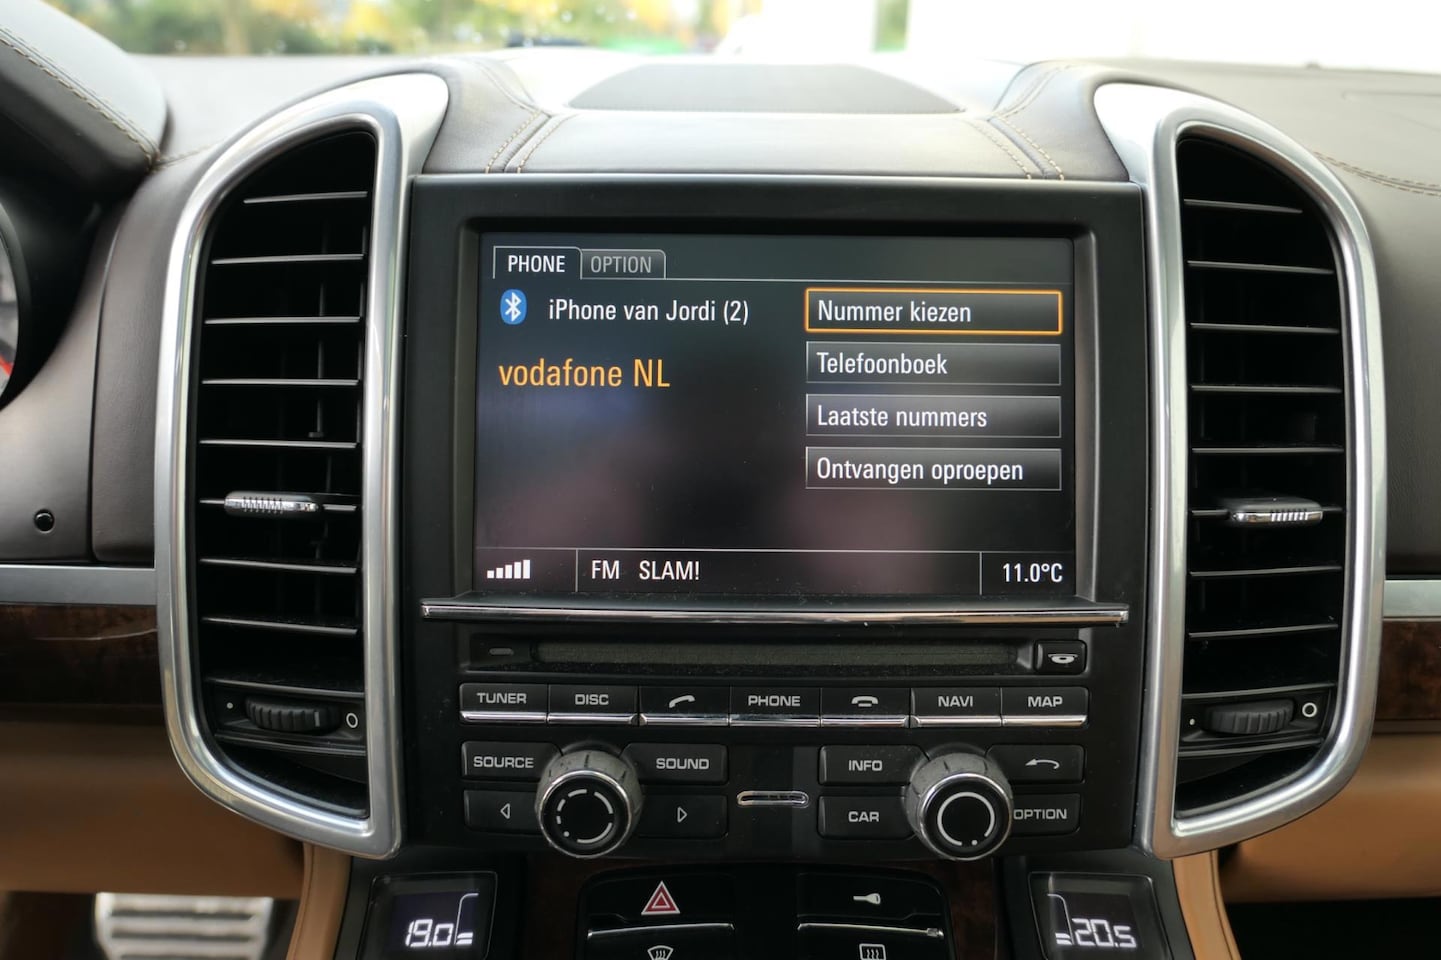 PHONE OPTION
iPhone van Jordi (2)
vodafone NL
Nummer kiezen
Telefoonboek
Laatste nummers
Ontvangen oproepen
FM SLAM! 11.0°C
TUNER DISC PHONE NAVI MAP
SOURCE SOUND INFO
CAR OPTION
19.0 20.5